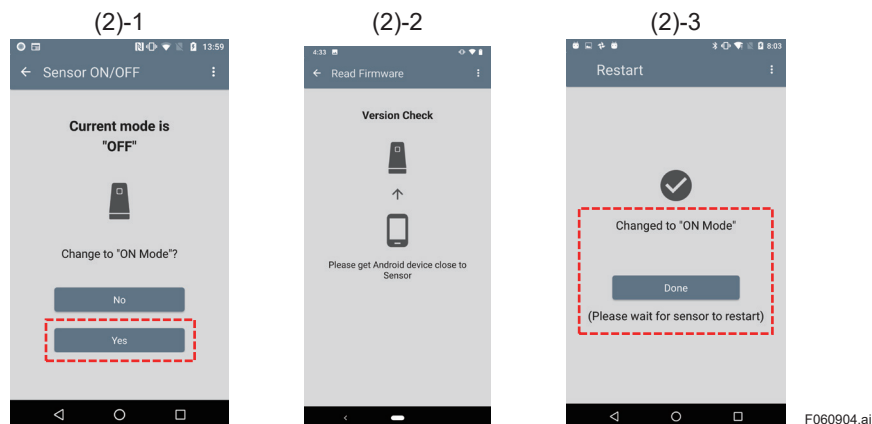 (2)-1
13:59
Sensor ON/OFF
Current mode is
"OFF"
Change to "ON Mode"?
No
Yes
(2)-2
4:33
Read Firmware
Version Check
Please get Android device close to
Sensor
(2)-3
8:03
Restart
Changed to "ON Mode"
Done
(Please wait for sensor to restart)
F060904.ai